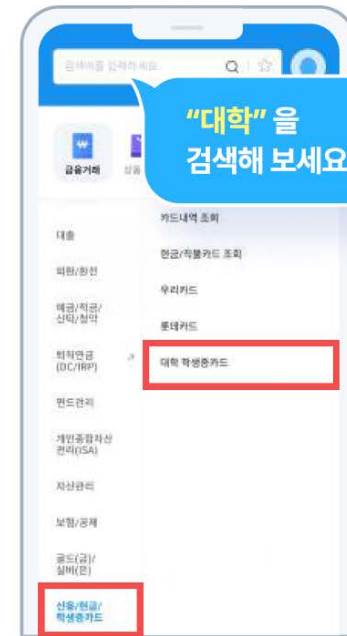 검색어를 입력하세요.
“대학” 을
검색해 보세요
금융거래
상품
카드내역 조회
현금/직불카드 조회
우리카드
롯데카드
대학 학생증카드
대출
외환/환전
예금/적금/
신탁/청약
퇴직연금
(DC/IRP)
펀드관리
개인종합자산
관리(ISA)
자산관리
보험/공제
골드(금)/
실버(은)
신용/현금/
학생증카드